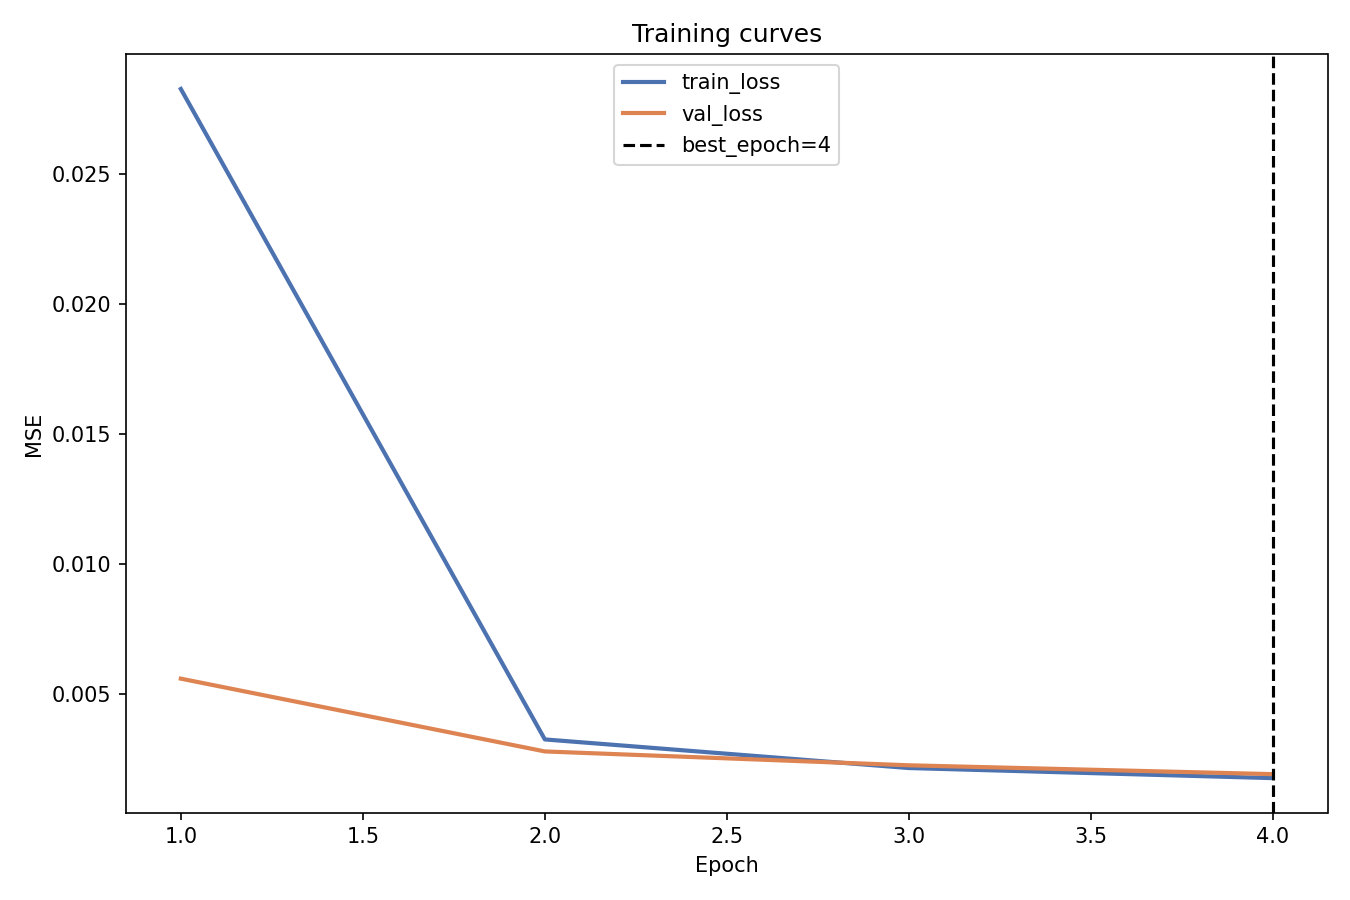 Training curves
train_loss
val_loss
best_epoch=4
MSE
0.025
0.020
0.015
0.010
0.005
1.0 1.5 2.0 2.5 3.0 3.5 4.0
Epoch